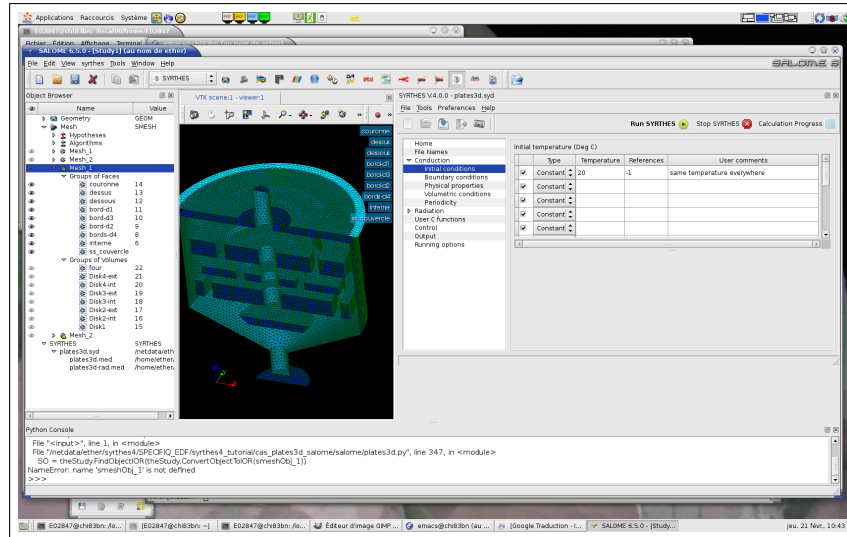 Applications Raccourcis Système
E02847@chi83bn: /local00/home/E02847
Fichier Édition Affichage Terminal
SALOME 6.5.0 - [Study1] (au nom de ether)
File Edit View syrthes Tools Window Help
SALOME 6
SYRTHES
Object Browser
Name Value
Geometry GEOM
Mesh SMESH
Hypotheses
Algorithms
Mesh_1
Mesh_2
Mesh_1
Groups of Faces
couronne 14
dessus 13
dessous 12
bord-d1 11
bord-d3 10
bord-d2 9
bords-d4 8
interne 6
ss_couvercle
Groups of Volumes
four 22
Disk4-ext 21
Disk4-int 20
Disk3-ext 19
Disk3-int 18
Disk2-ext 17
Disk2-int 16
Disk1 15
Mesh_2
SYRTHES SYRTHES
plates3d.syd /netdata/eth
plates3d.med /home/ether/
plates3d-rad.med /home/ether/
VTK scene:1 - viewer:1
couronne
dessus
dessous
bord-d1
bord-d3
bord-d2
bords-d4
interne
ss_couvercle
SYRTHES V.4.0.0 - plates3d.syd
File Tools Preferences Help
Run SYRTHES Stop SYRTHES Calculation Progress
Home
File Names
Conduction
Initial conditions
Boundary conditions
Physical properties
Volumetric conditions
Periodicity
Radiation
User C functions
Control
Output
Running options
Initial temperature (Deg C)
Type Temperature References User comments
Constant 20 -1 same temperature everywhere
Constant
Constant
Constant
Constant
Python Console
File "<input>", line 1, in <module>
File "/netdata/ether/syrthes4/SPECIFIQ_EDF/syrthes4_tutorial/cas_plates3d_salome/salome/plates3d.py", line 347, in <module>
SO = theStudy.FindObjectIOR(theStudy.ConvertObjectToIOR(smeshObj_1))
NameError: name 'smeshObj_1' is not defined
>>>
E02847@chi83bn: /lo... [E02847@chi83bn: ~] E02847@chi83bn: /lo... Éditeur d'image GIMP ... emacs@chi83bn (au ... [Google Traduction - I... SALOME 6.5.0 - [Study... jeu. 21 févr., 10:43